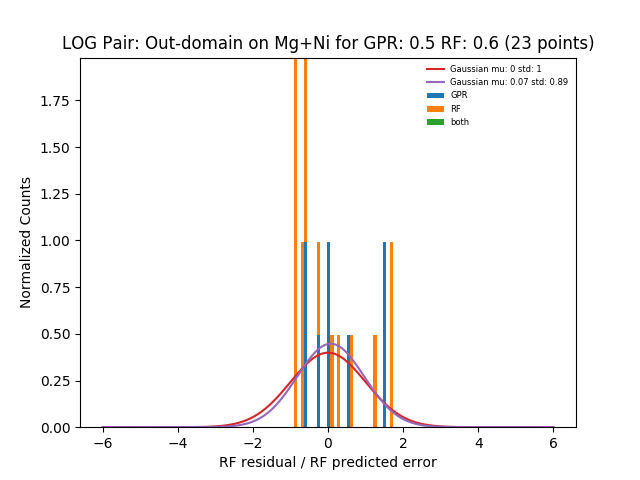 LOG Pair: Out-domain on Mg+Ni for GPR: 0.5 RF: 0.6 (23 points)
Gaussian mu: 0 std: 1
Gaussian mu: 0.07 std: 0.89
GPR
RF
both
Normalized Counts
1.75
1.50
1.25
1.00
0.75
0.50
0.25
0.00
−6 −4 −2 0 2 4 6
RF residual / RF predicted error